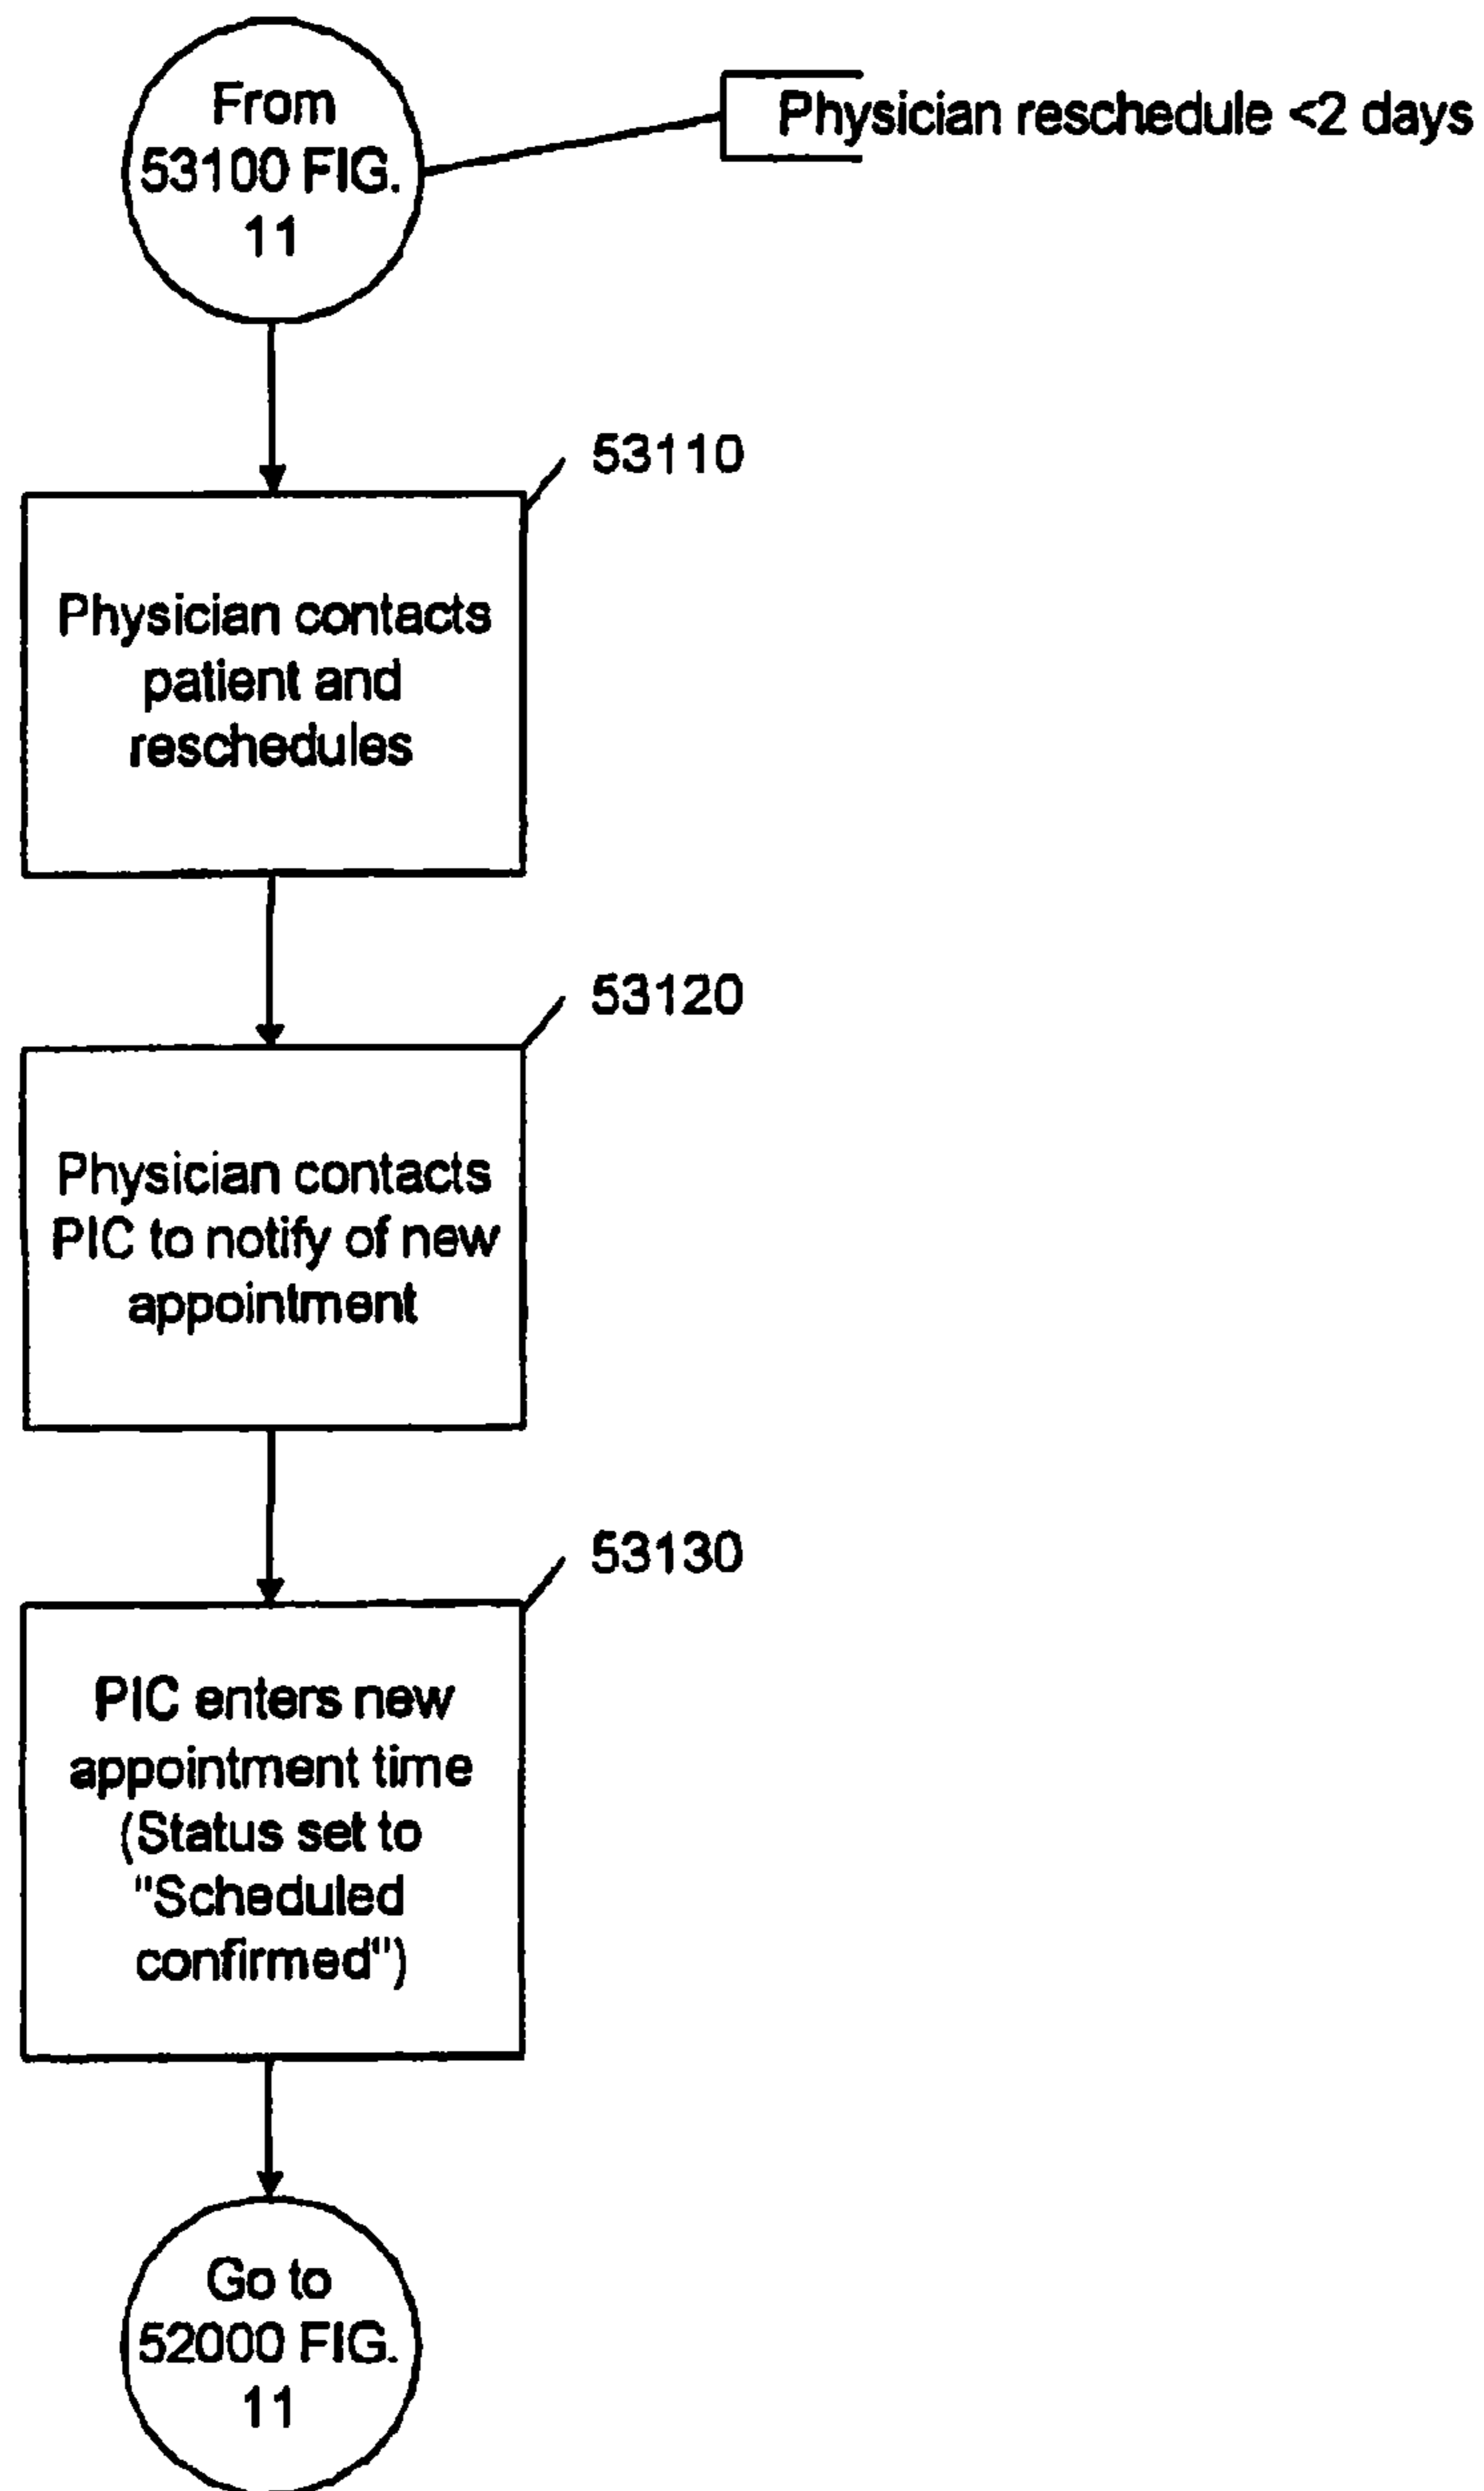 From
53100 FIG.
11
Physician reschedule <2 days
53110
Physician contacts
patient and
reschedules
53120
Physician contacts
PIC to notify of new
appointment
53130
PIC enters new
appointment time
(Status set to
"Scheduled
confirmed")
Go to
52000 FIG.
11